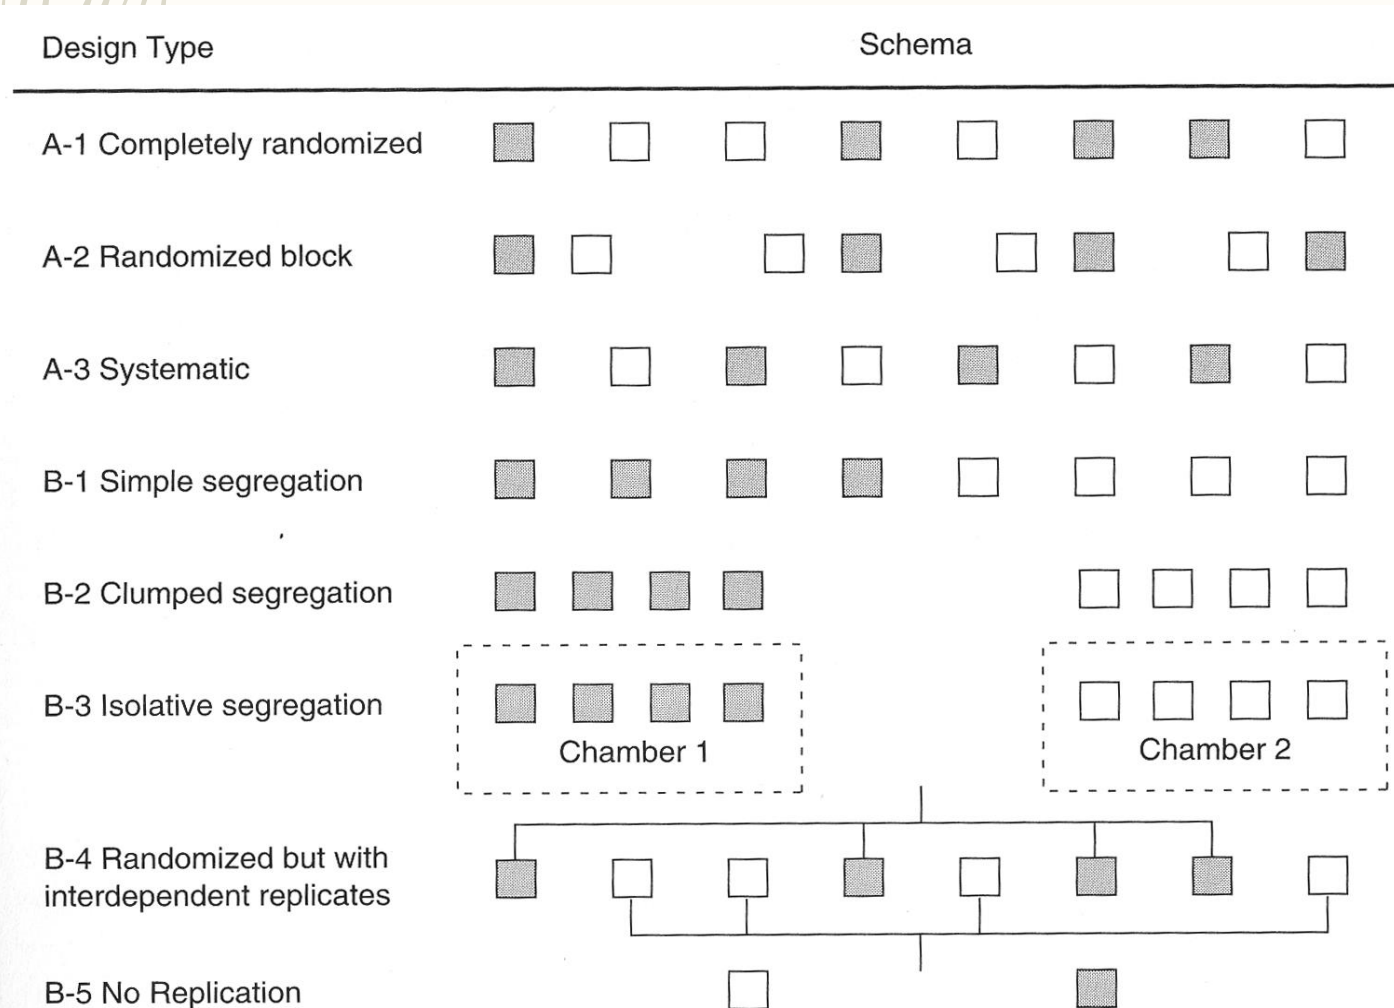 Design Type
Schema
A-1 Completely randomized
A-2 Randomized block
A-3 Systematic
B-1 Simple segregation
B-2 Clumped segregation
B-3 Isolative segregation
Chamber 1
Chamber 2
B-4 Randomized but with
interdependent replicates
B-5 No Replication